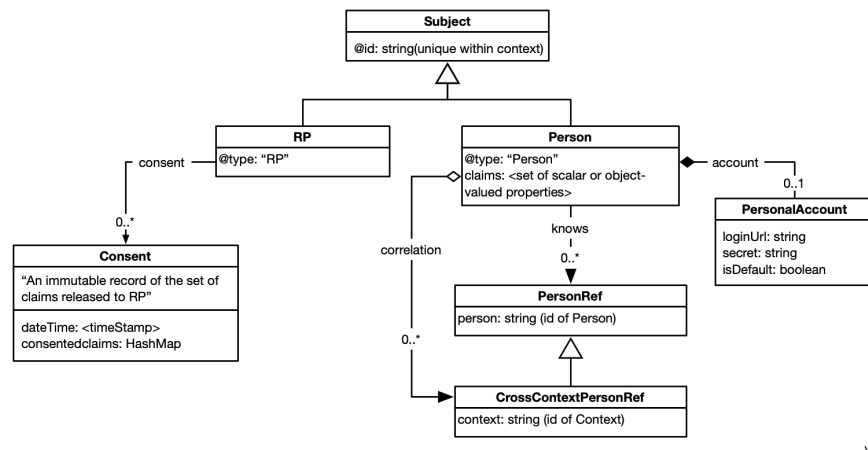 Subject
@id: string(unique within context)
RP
@type: “RP”
Person
@type: “Person”
claims: <set of scalar or object-
valued properties>
consent
account
0..1
0..*
knows
0..*
correlation
0..*
PersonalAccount
loginUrl: string
secret: string
isDefault: boolean
Consent
“An immutable record of the set of
claims released to RP”
dateTime: <timeStamp>
consentedclaims: HashMap
PersonRef
person: string (id of Person)
CrossContextPersonRef
context: string (id of Context)